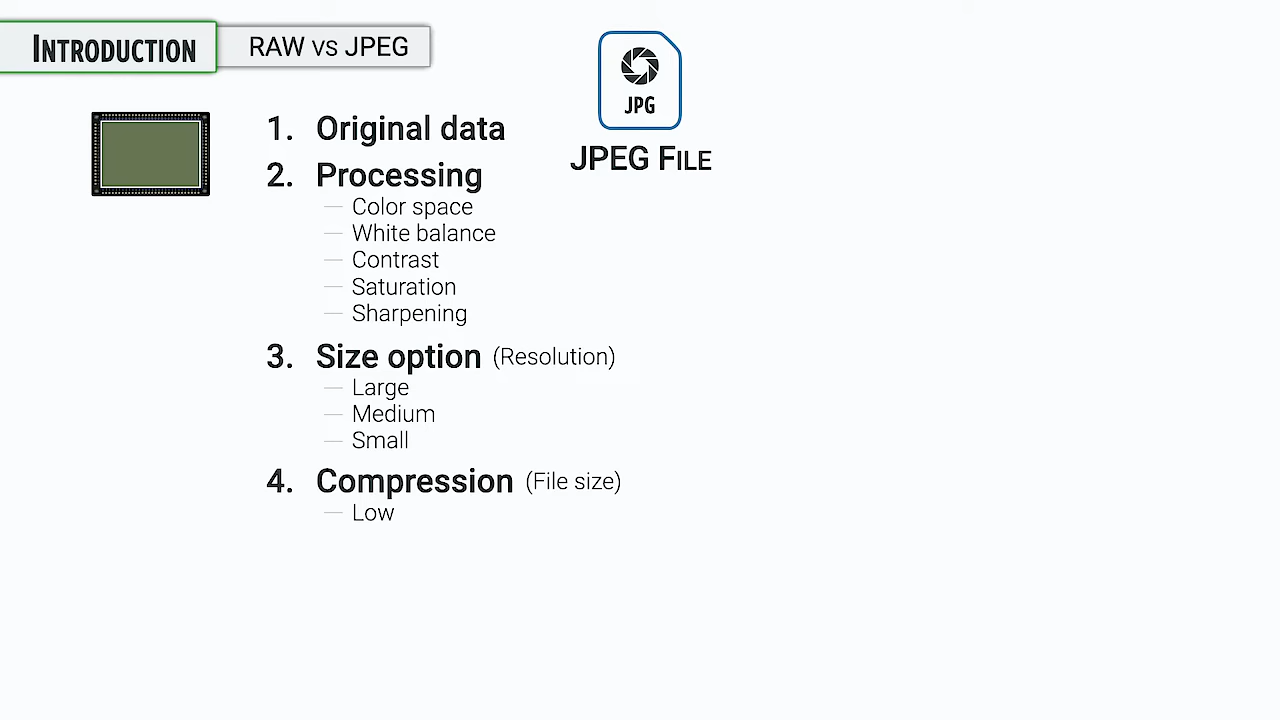 INTRODUCTION
RAW vs JPEG
JPG
JPEG FILE
1. Original data
2. Processing
— Color space
— White balance
— Contrast
— Saturation
— Sharpening
3. Size option (Resolution)
— Large
— Medium
— Small
4. Compression (File size)
— Low